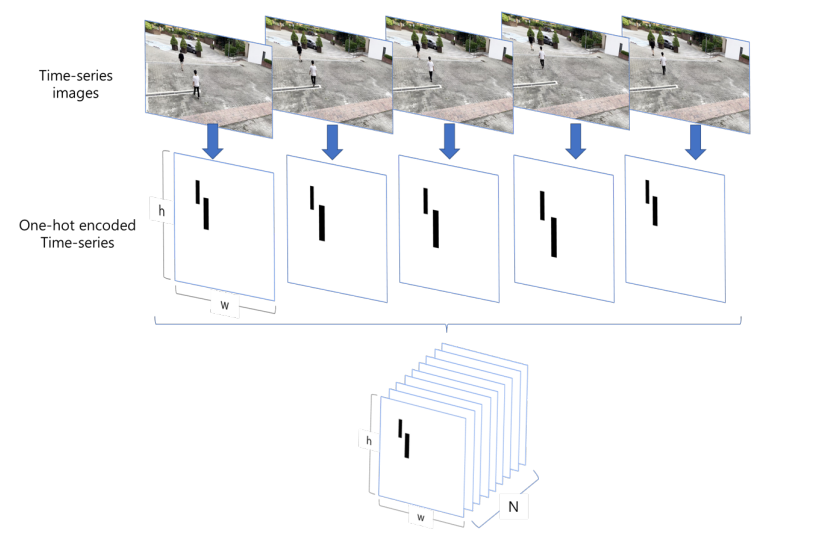 Time-series
images
One-hot encoded
Time-series
h
w
h
w
N